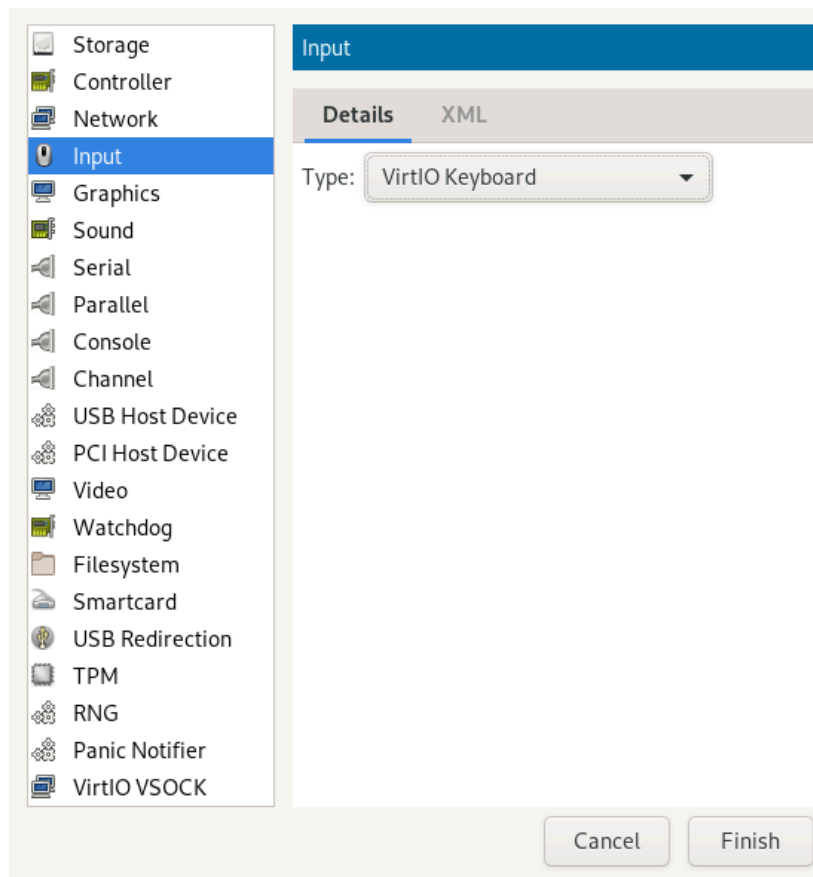 Storage
Controller
Network
Input
Graphics
Sound
Serial
Parallel
Console
Channel
USB Host Device
PCI Host Device
Video
Watchdog
Filesystem
Smartcard
USB Redirection
TPM
RNG
Panic Notifier
VirtIO VSOCK
Input
Details XML
Type: VirtIO Keyboard
Cancel Finish